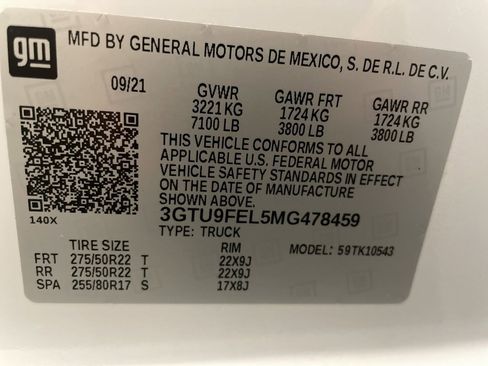 gm
MFD BY GENERAL MOTORS DE MEXICO, S. DE R.L. DE C.V.
09/21 GVWR GAWR FRT GAWR RR
3221 KG 1724 KG 1724 KG
7100 LB 3800 LB 3800 LB
THIS VEHICLE CONFORMS TO ALL
APPLICABLE U.S. FEDERAL MOTOR
VEHICLE SAFETY STANDARDS IN EFFECT
ON THE DATE OF MANUFACTURE
SHOWN ABOVE.
3GTU9FEL5MG478459
140X TYPE: TRUCK
TIRE SIZE RIM MODEL: 59TK10543
FRT 275/50R22 T 22X9J
RR 275/50R22 T 22X9J
SPA 255/80R17 S 17X8J